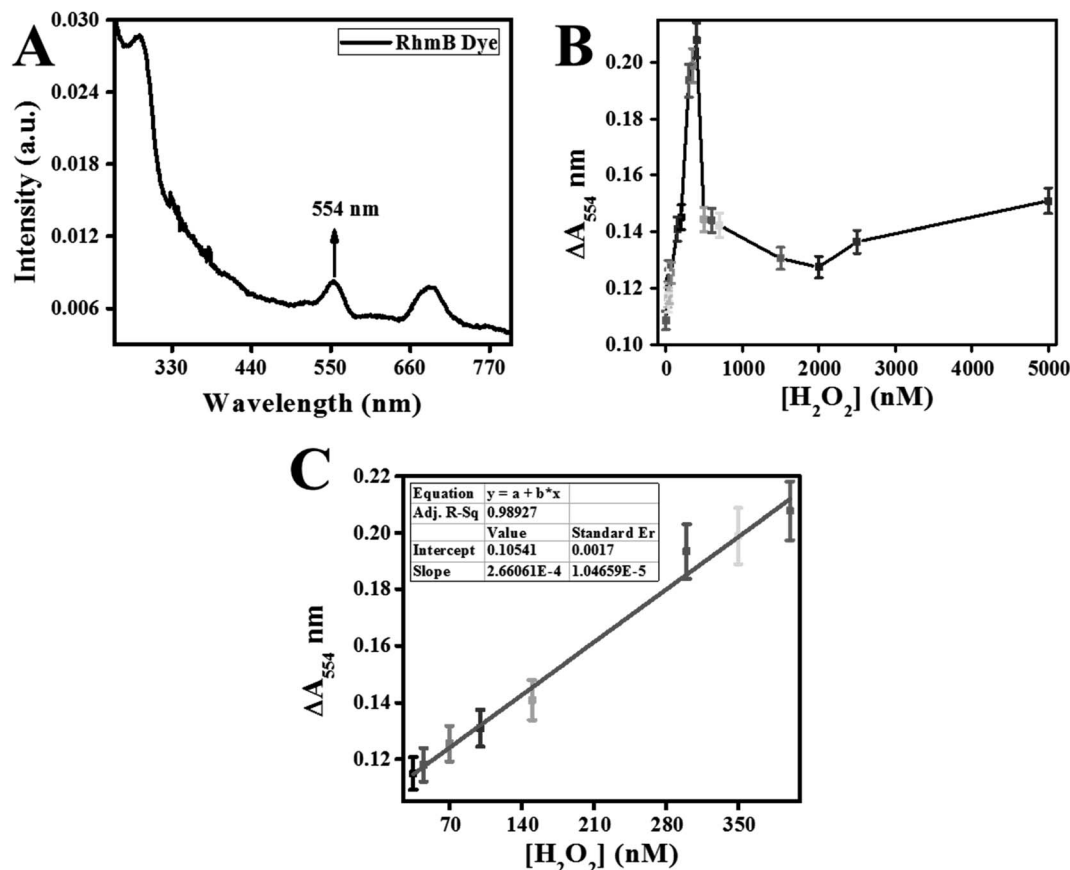 A
RhmB Dye
0.030
0.024
0.018
0.012
0.006
Intensity (a.u.)
554 nm
330 440 550 660 770
Wavelength (nm)
B
0.20
0.18
0.16
0.14
0.12
0.10
ΔA₅₅₄ nm
0 1000 2000 3000 4000 5000
[H₂O₂] (nM)
C
0.22
0.20
0.18
0.16
0.14
0.12
ΔA₅₅₄ nm
Equation y = a + b*x
Adj. R-Sq 0.98927
Value Standard Er
Intercept 0.10541 0.0017
Slope 2.66061E-4 1.04659E-5
70 140 210 280 350
[H₂O₂] (nM)